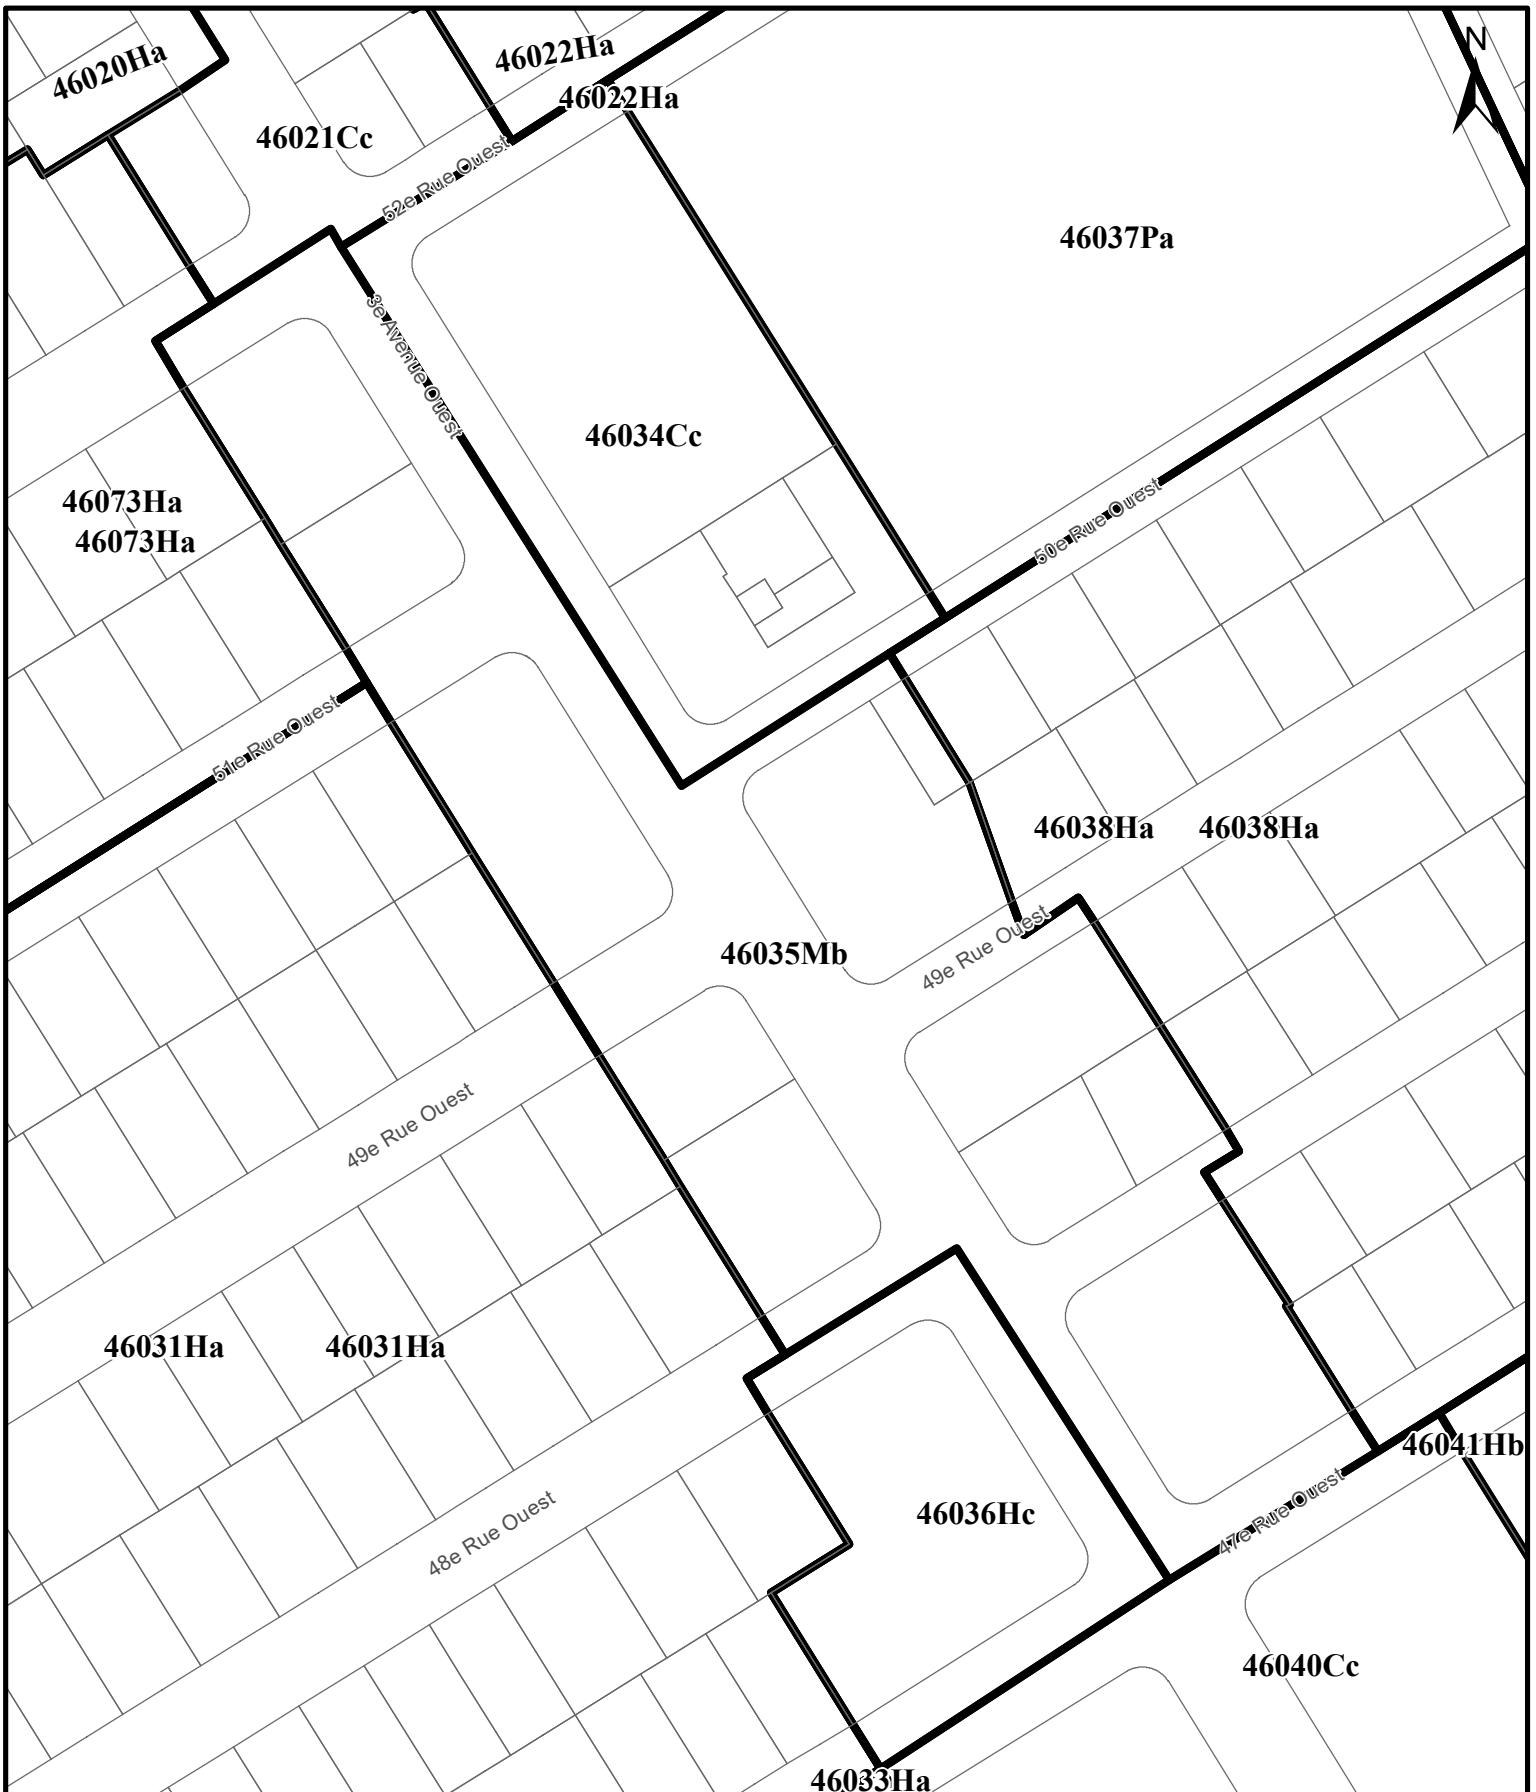 N
46020Ha
46022Ha
46022Ha
46021Cc
52e Rue Ouest
46037Pa
3e Avenue Ouest
46034Cc
46073Ha
46073Ha
50e Rue Ouest
51e Rue Ouest
46038Ha
46038Ha
49e Rue Ouest
46035Mb
49e Rue Ouest
46031Ha
46031Ha
46041Hb
48e Rue Ouest
46036Hc
47e Rue Ouest
46040Cc
46033Ha